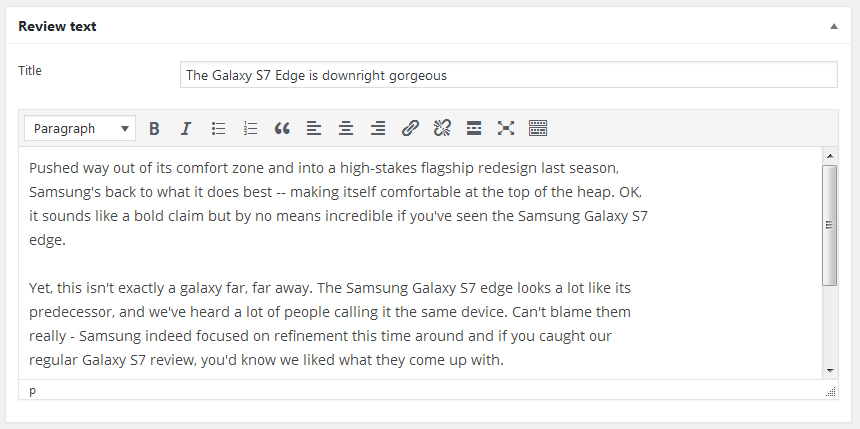 Review text
Title
The Galaxy S7 Edge is downright gorgeous
Paragraph
Pushed way out of its comfort zone and into a high-stakes flagship redesign last season,
Samsung's back to what it does best -- making itself comfortable at the top of the heap. OK,
it sounds like a bold claim but by no means incredible if you've seen the Samsung Galaxy S7
edge.
Yet, this isn't exactly a galaxy far, far away. The Samsung Galaxy S7 edge looks a lot like its
predecessor, and we've heard a lot of people calling it the same device. Can't blame them
really - Samsung indeed focused on refinement this time around and if you caught our
regular Galaxy S7 review, you'd know we liked what they come up with.
p